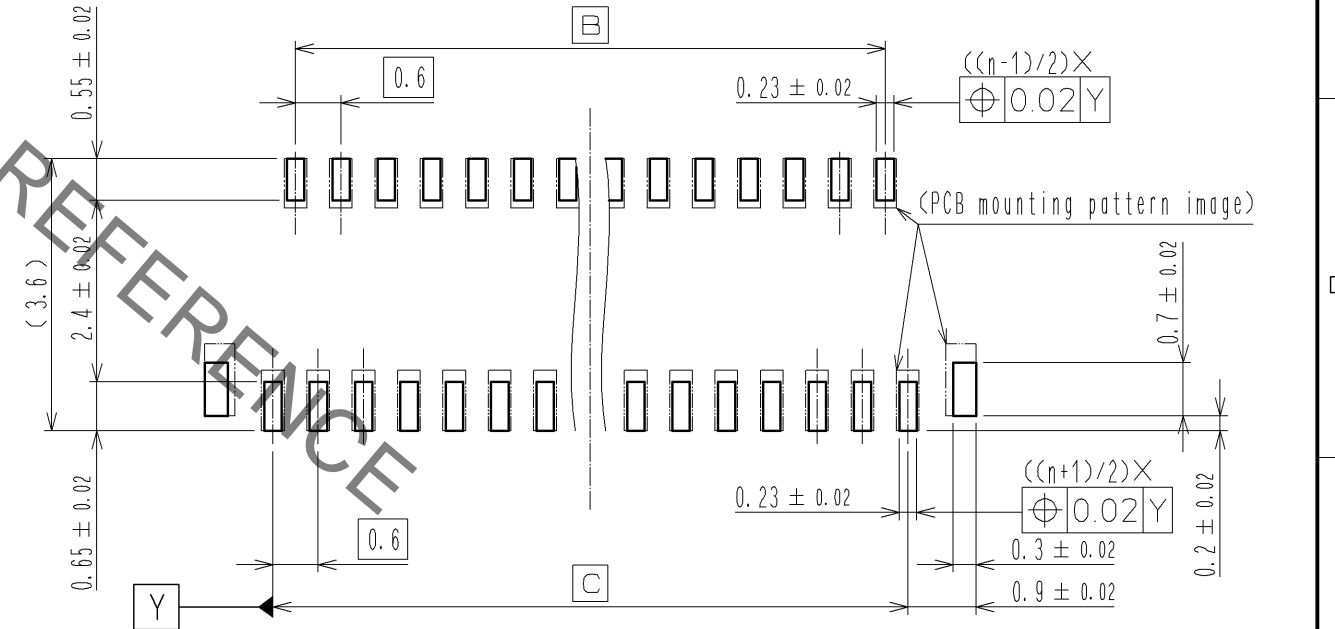 B
0.55 ± 0.02
0.6
0.23 ± 0.02
((n-1)/2)X
⌖ 0.02 Y
(PCB mounting pattern image)
REFERENCE
(3.6)
2.4 ± 0.02
0.7 ± 0.02
0.65 ± 0.02
0.23 ± 0.02
((n+1)/2)X
⌖ 0.02 Y
0.6
0.3 ± 0.02
0.2 ± 0.02
C
0.9 ± 0.02
Y